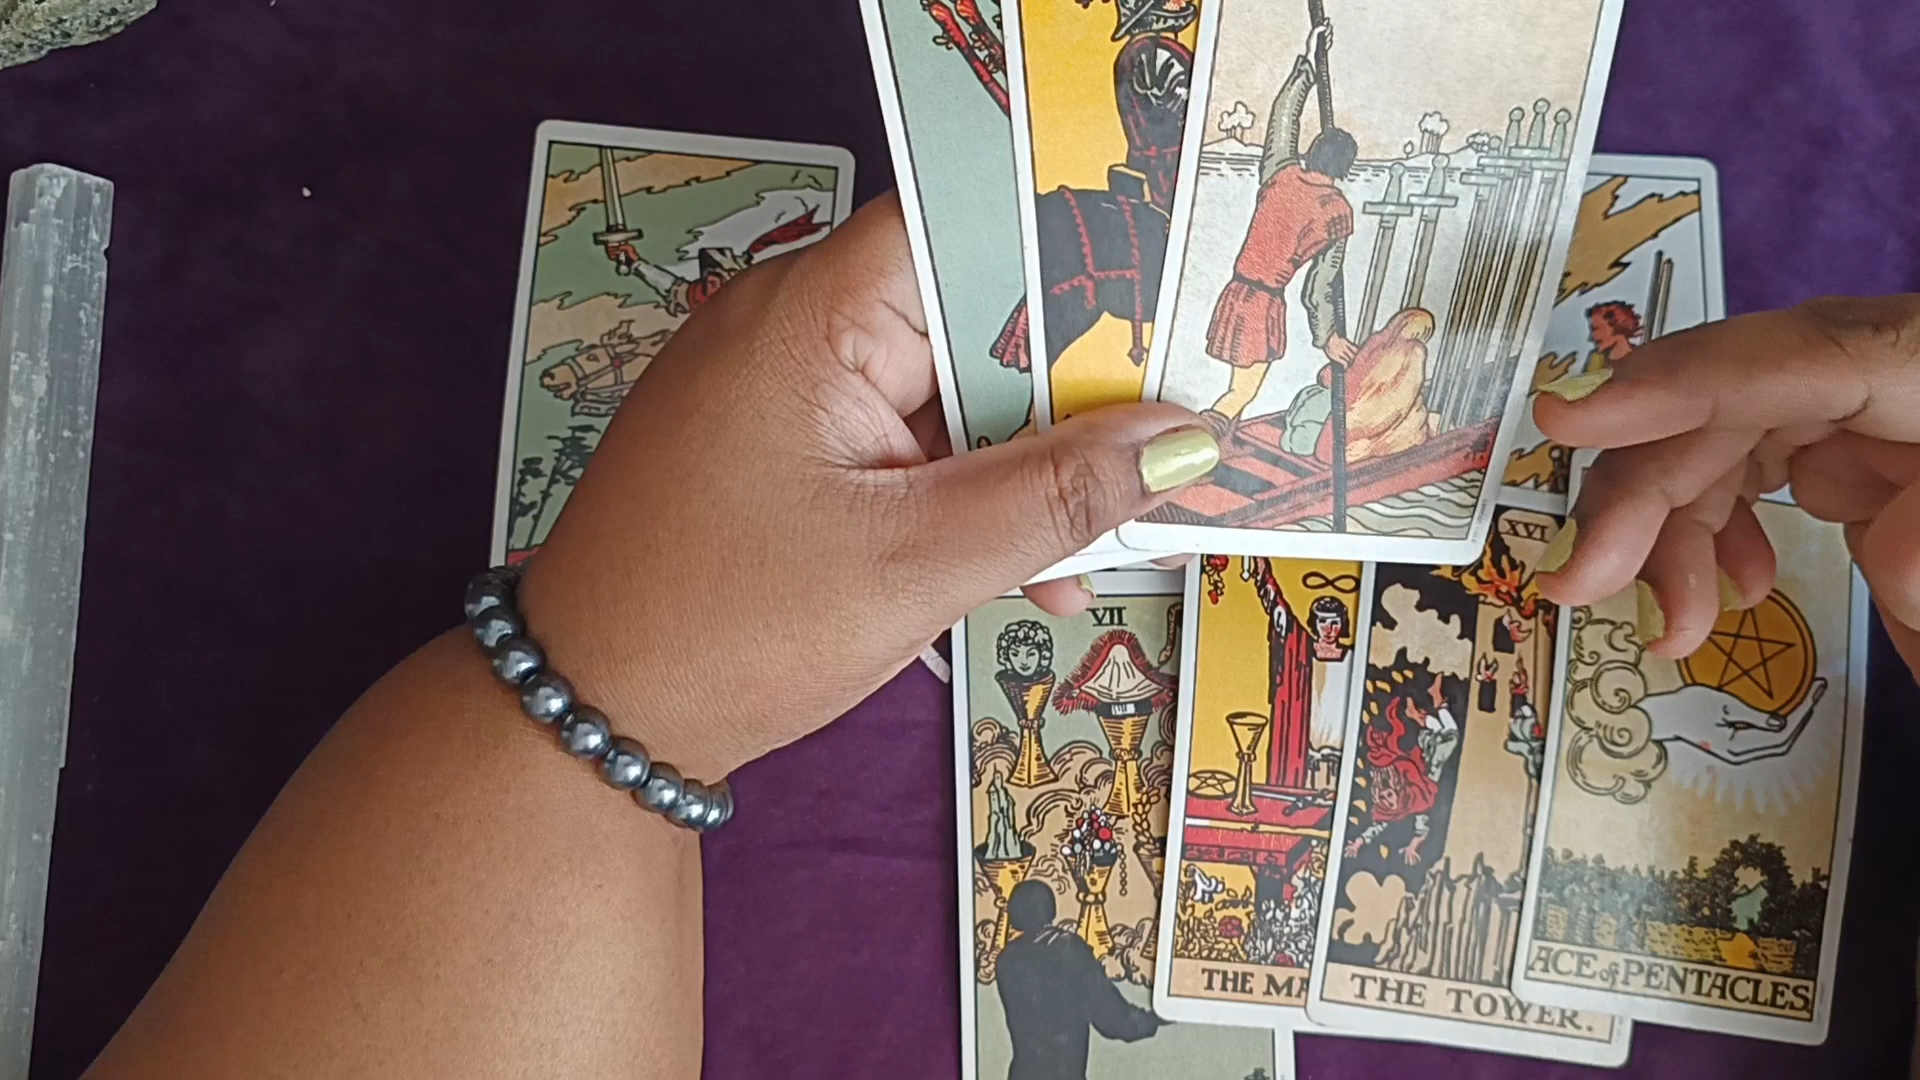 XVI
VII
THE MA
THE TOWER.
ACE of PENTACLES